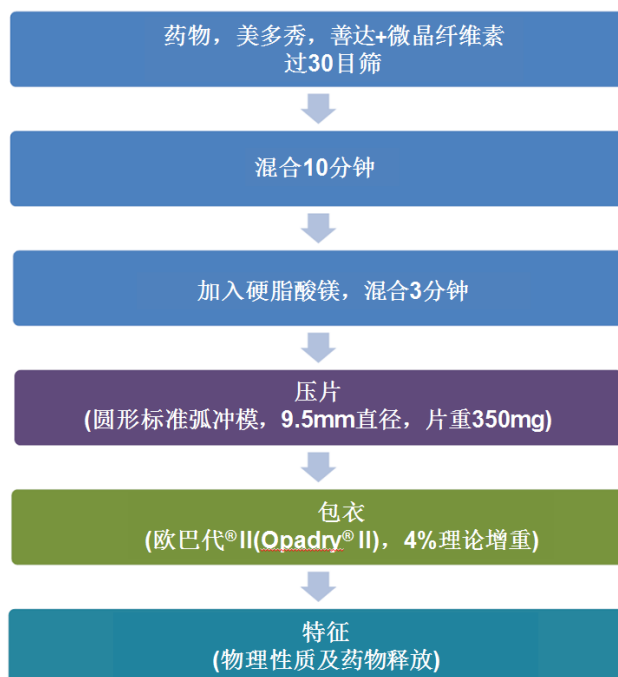 药物，美多秀，善达+微晶纤维素
过30目筛
混合10分钟
加入硬脂酸镁，混合3分钟
压片
(圆形标准弧冲模，9.5mm直径，片重350mg)
包衣
(欧巴代®II(Opadry® II)，4%理论增重)
特征
(物理性质及药物释放)